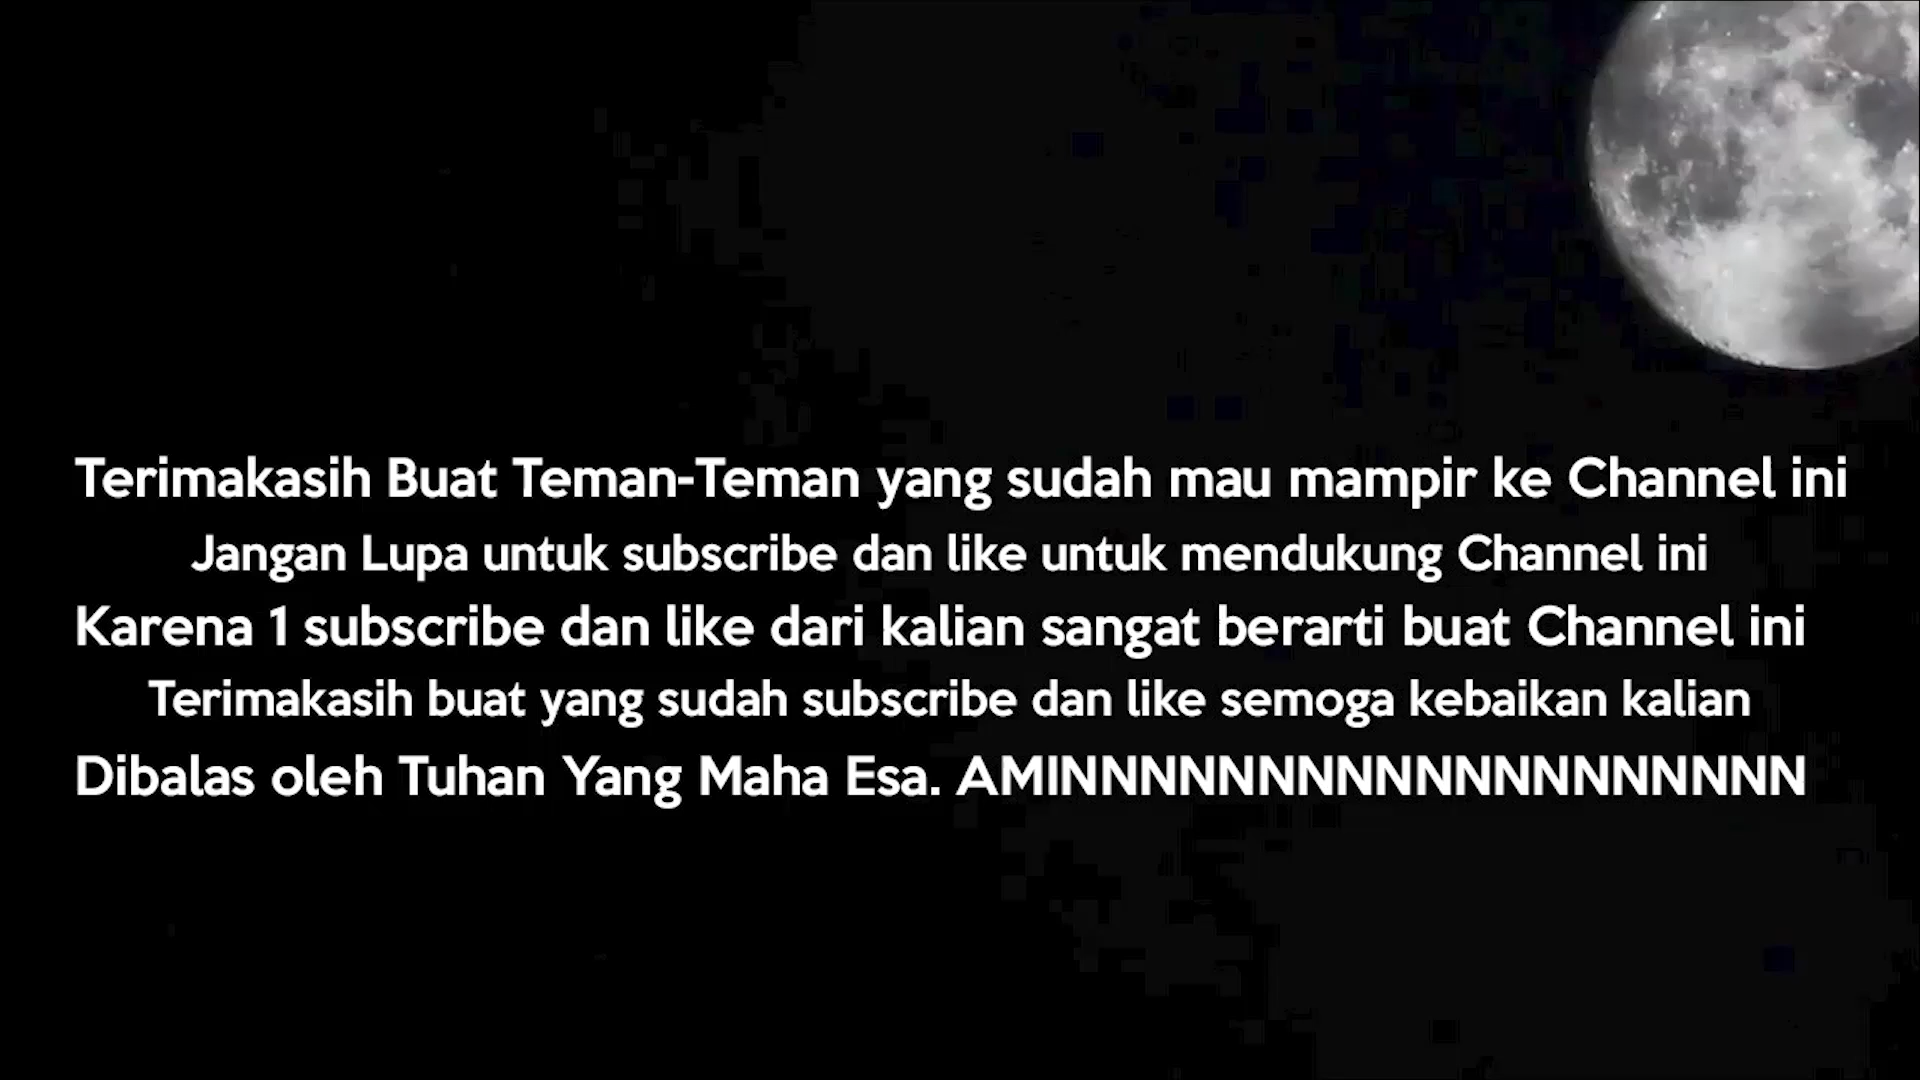 Terimakasih Buat Teman-Teman yang sudah mau mampir ke Channel ini
Jangan Lupa untuk subscribe dan like untuk mendukung Channel ini
Karena 1 subscribe dan like dari kalian sangat berarti buat Channel ini
Terimakasih buat yang sudah subscribe dan like semoga kebaikan kalian
Dibalas oleh Tuhan Yang Maha Esa. AMINNNNNNNNNNNNNNNNNNN